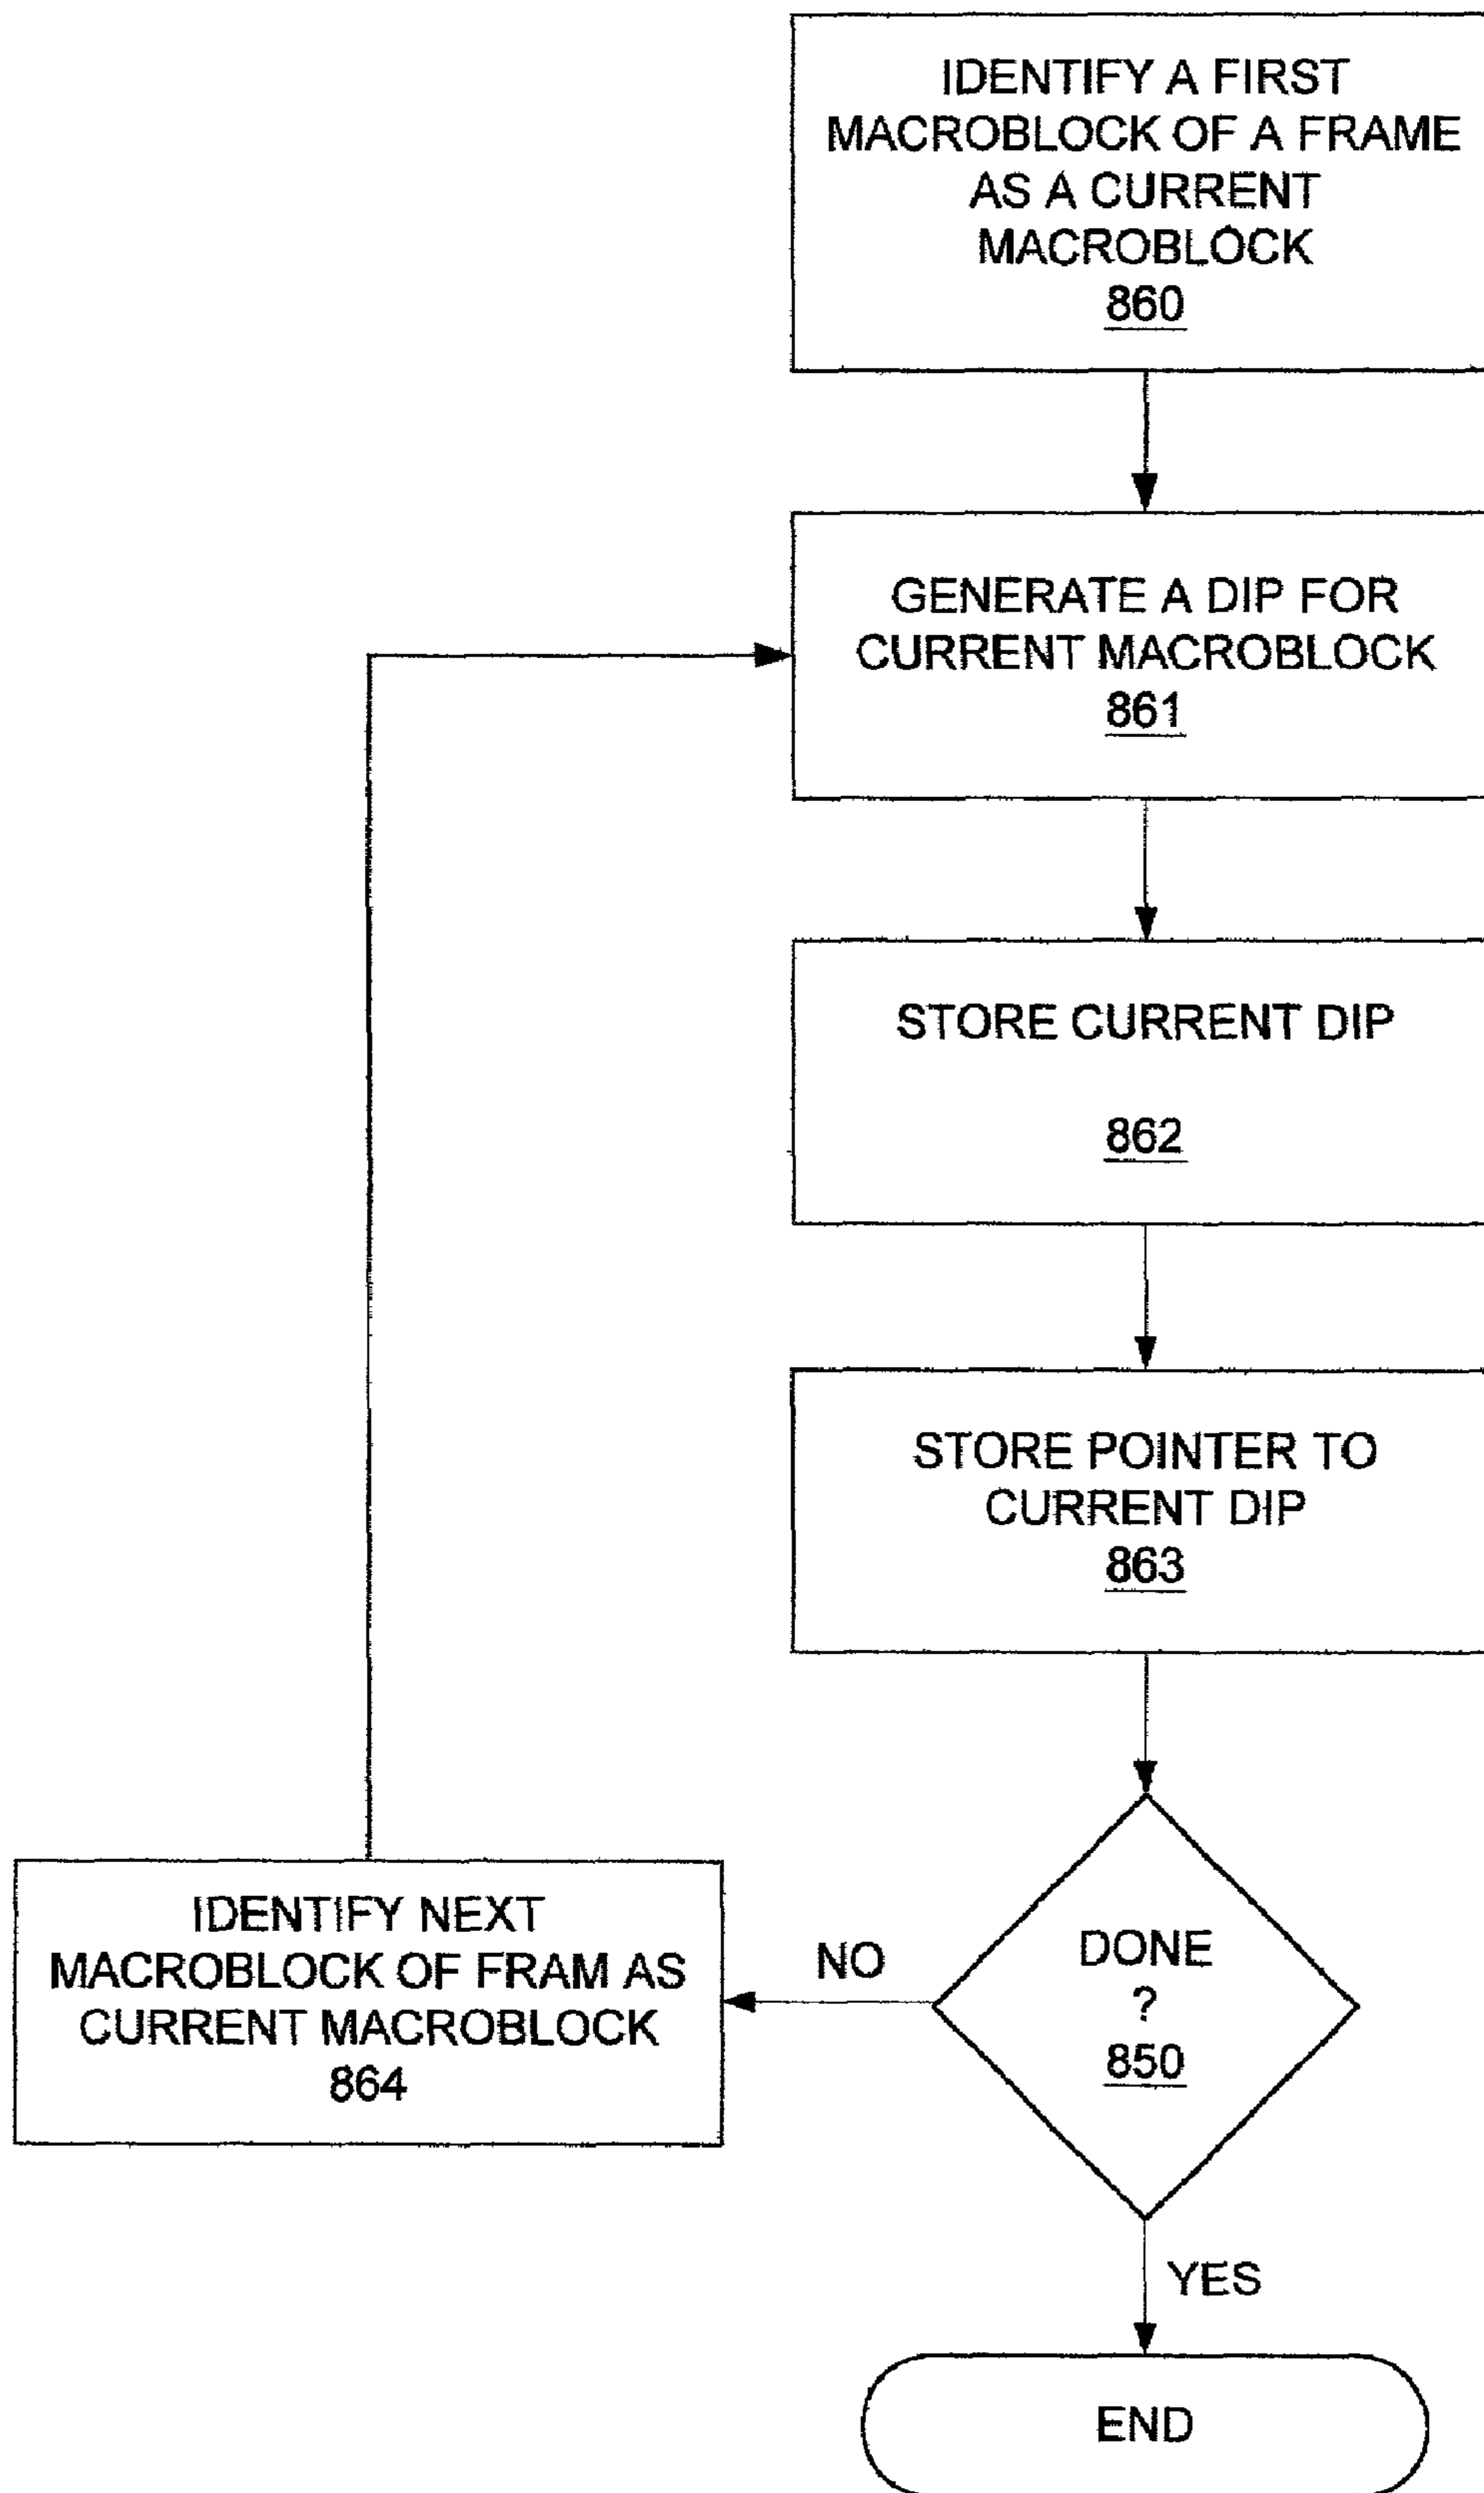 IDENTIFY A FIRST
MACROBLOCK OF A FRAME
AS A CURRENT
MACROBLOCK
860
GENERATE A DIP FOR
CURRENT MACROBLOCK
861
STORE CURRENT DIP
862
STORE POINTER TO
CURRENT DIP
863
DONE
?
850
NO
IDENTIFY NEXT
MACROBLOCK OF FRAM AS
CURRENT MACROBLOCK
864
YES
END